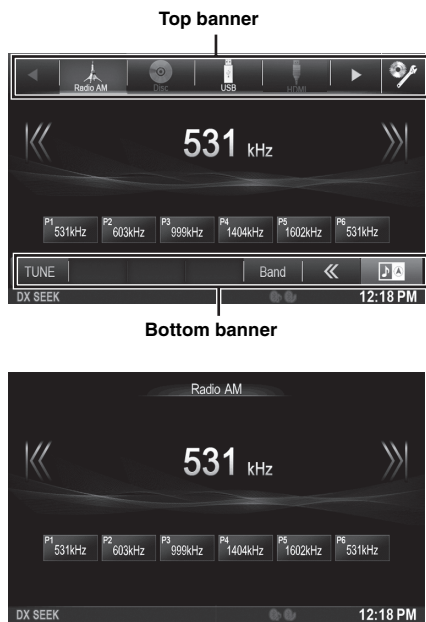 Top banner
Radio AM Disc USB HDMI
531 kHz
P1 531kHz P2 603kHz P3 999kHz P4 1404kHz P5 1602kHz P6 531kHz
TUNE Band
DX SEEK 12:18 PM
Bottom banner
Radio AM
531 kHz
P1 531kHz P2 603kHz P3 999kHz P4 1404kHz P5 1602kHz P6 531kHz
DX SEEK 12:18 PM